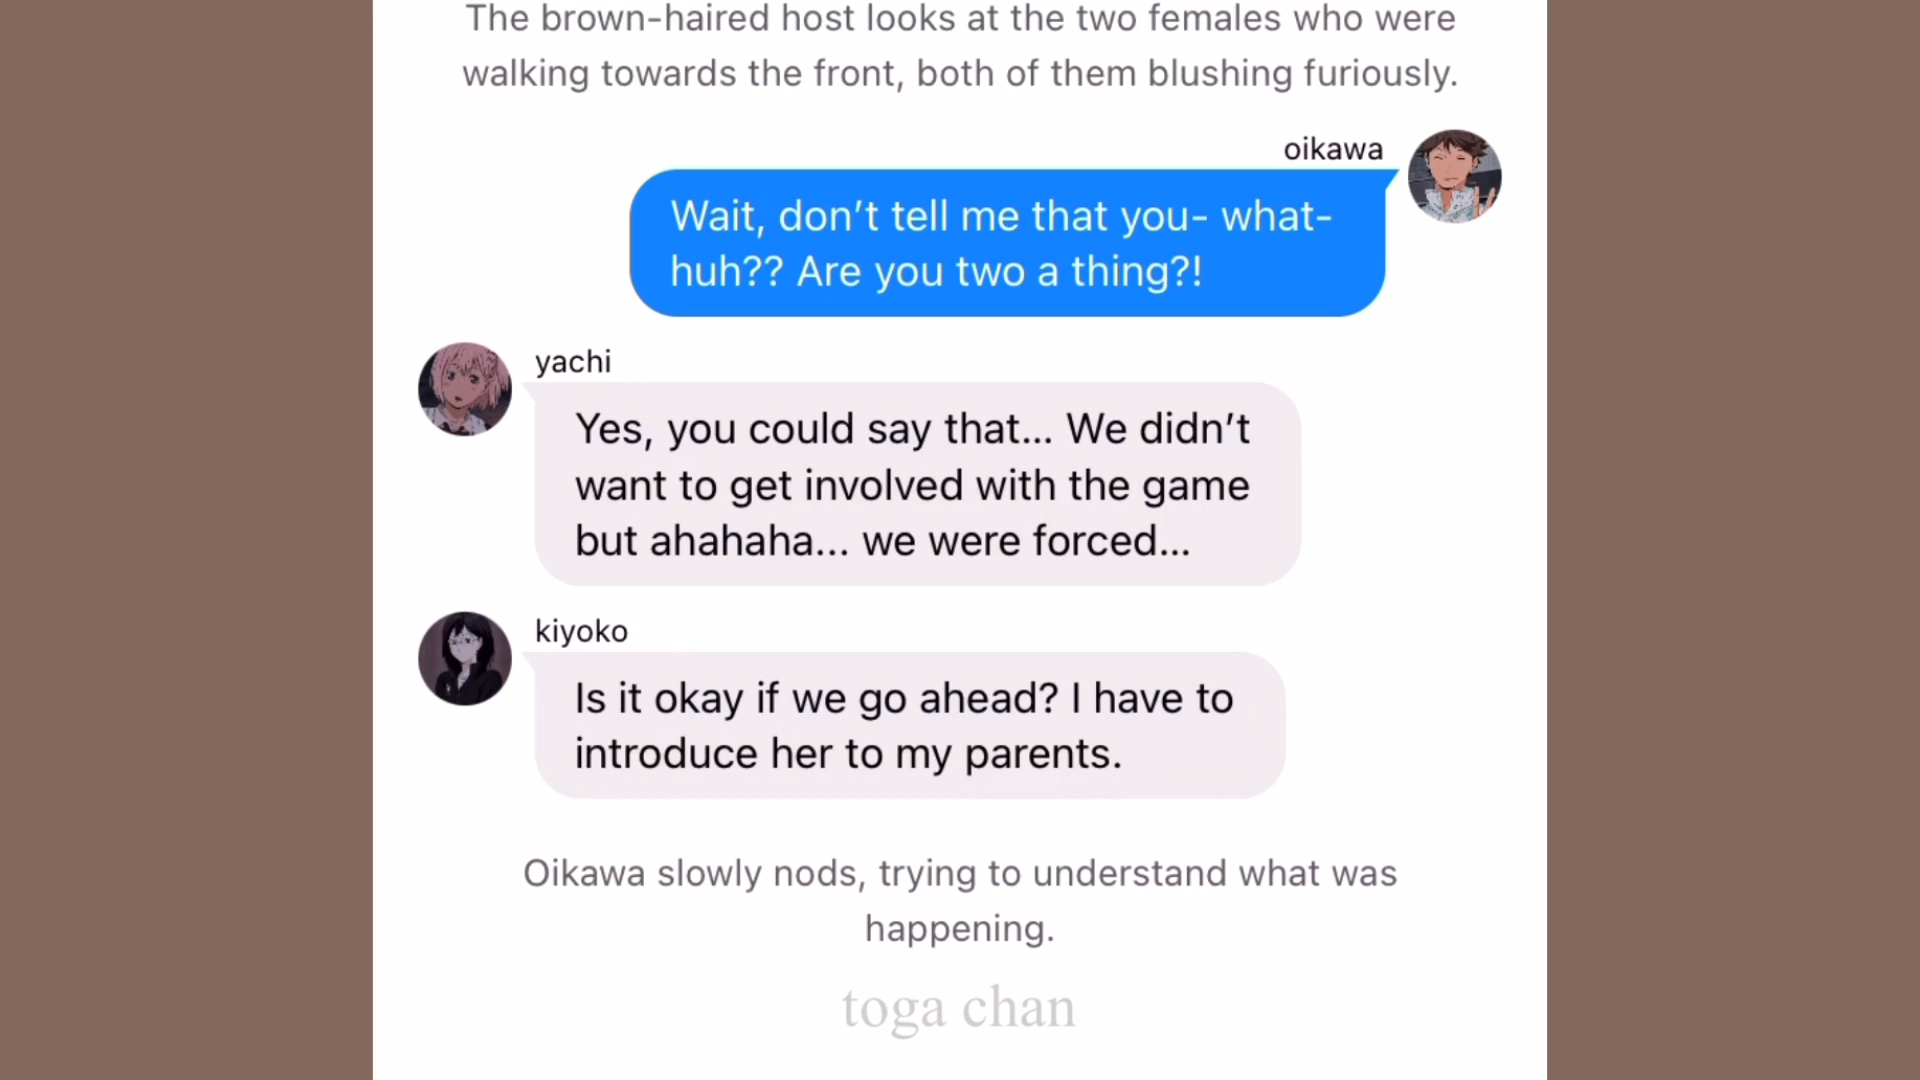 The brown-haired host looks at the two females who were
walking towards the front, both of them blushing furiously.
oikawa
Wait, don’t tell me that you- what-
huh?? Are you two a thing?!
yachi
Yes, you could say that... We didn’t
want to get involved with the game
but ahahaha... we were forced...
kiyoko
Is it okay if we go ahead? I have to
introduce her to my parents.
Oikawa slowly nods, trying to understand what was
happening.
toga chan